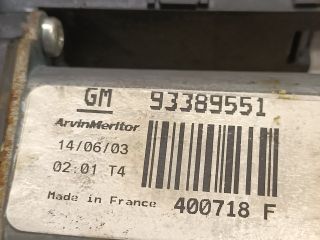 GM 93389551
ArvinMeritor
14/06/03
02:01 T4
Made in France 400718 F